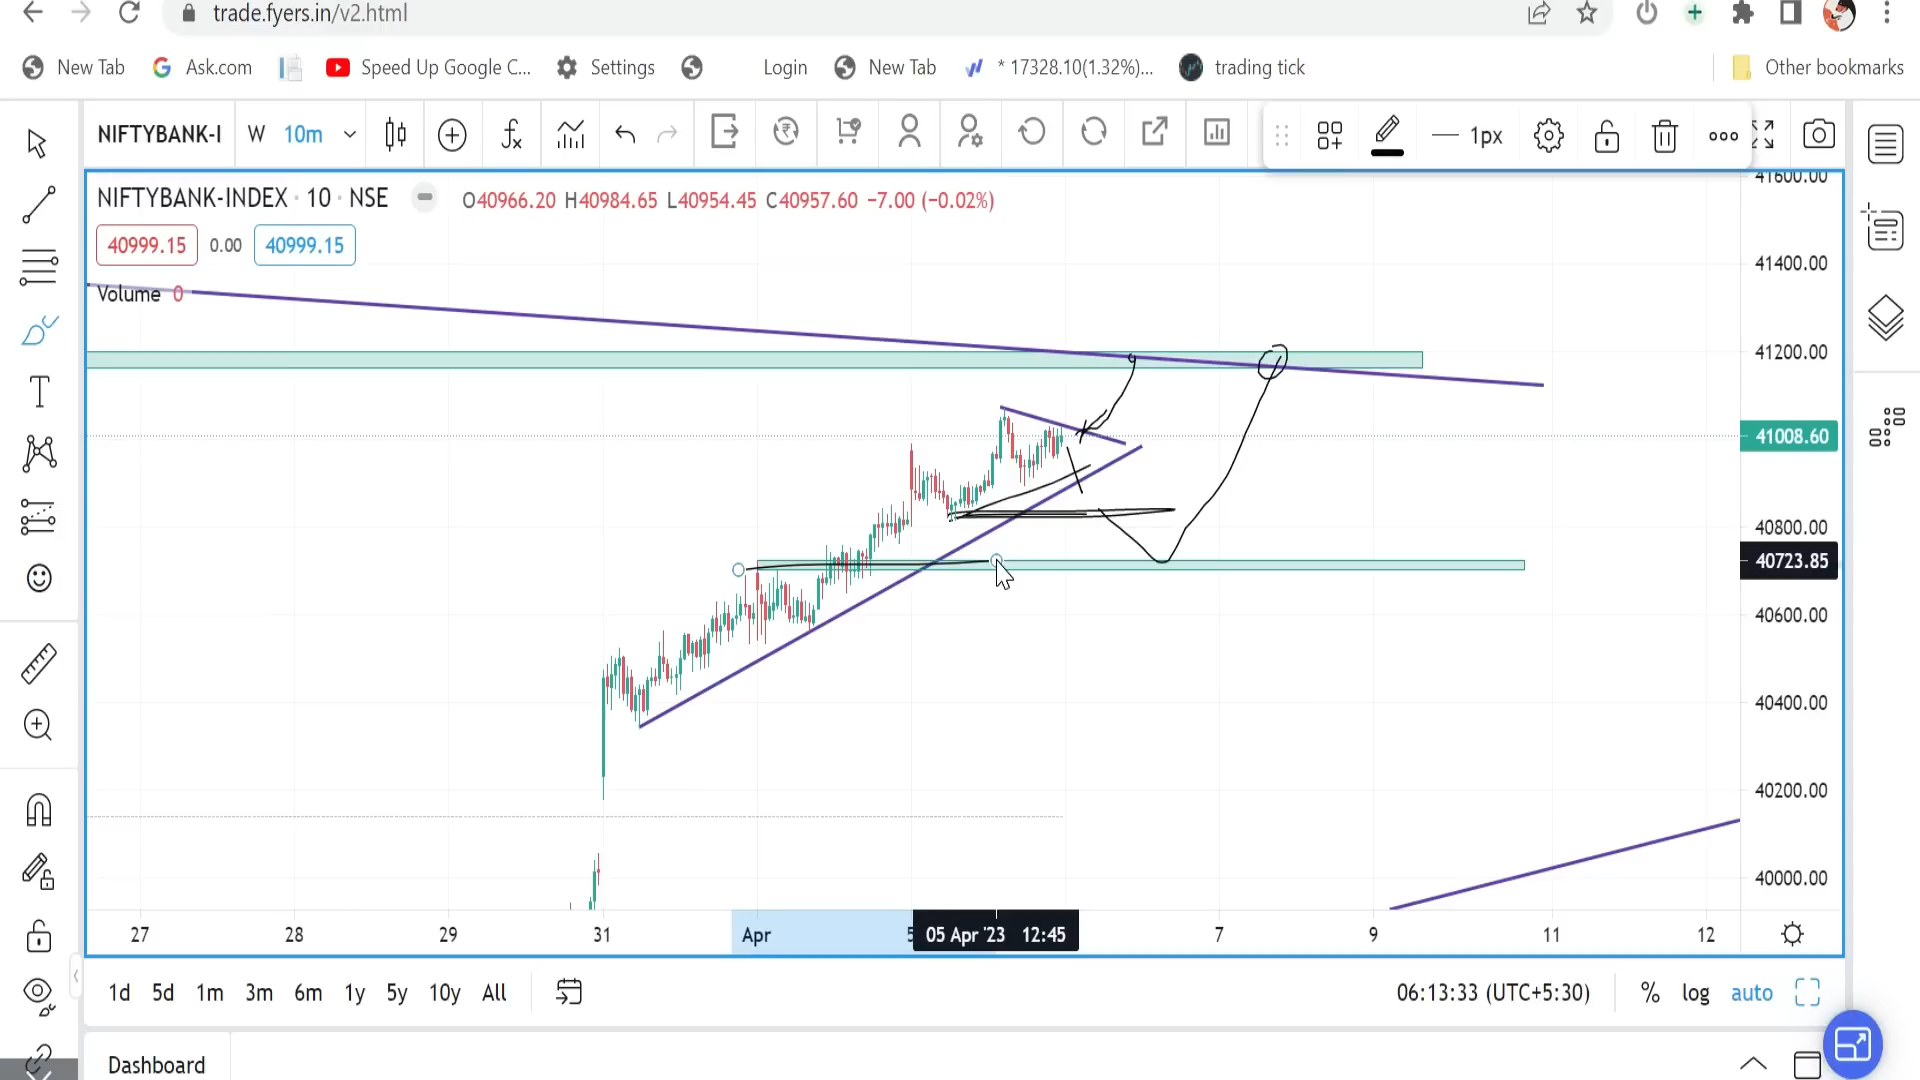 trade.fyers.in/v2.html
New Tab Ask.com Speed Up Google C... Settings Login New Tab * 17328.10(1.32%)... trading tick Other bookmarks
NIFTYBANK-I W 10m 1px
41600.00
NIFTYBANK-INDEX · 10 · NSE O40966.20 H40984.65 L40954.45 C40957.60 −7.00 (−0.02%)
40999.15 0.00 40999.15
41400.00
Volume 0
41200.00
41008.60
40800.00
40723.85
40600.00
40400.00
40200.00
40000.00
27 28 29 31 Apr 5 05 Apr '23 12:45 7 9 11 12
1d 5d 1m 3m 6m 1y 5y 10y All 06:13:33 (UTC+5:30) % log auto
Dashboard